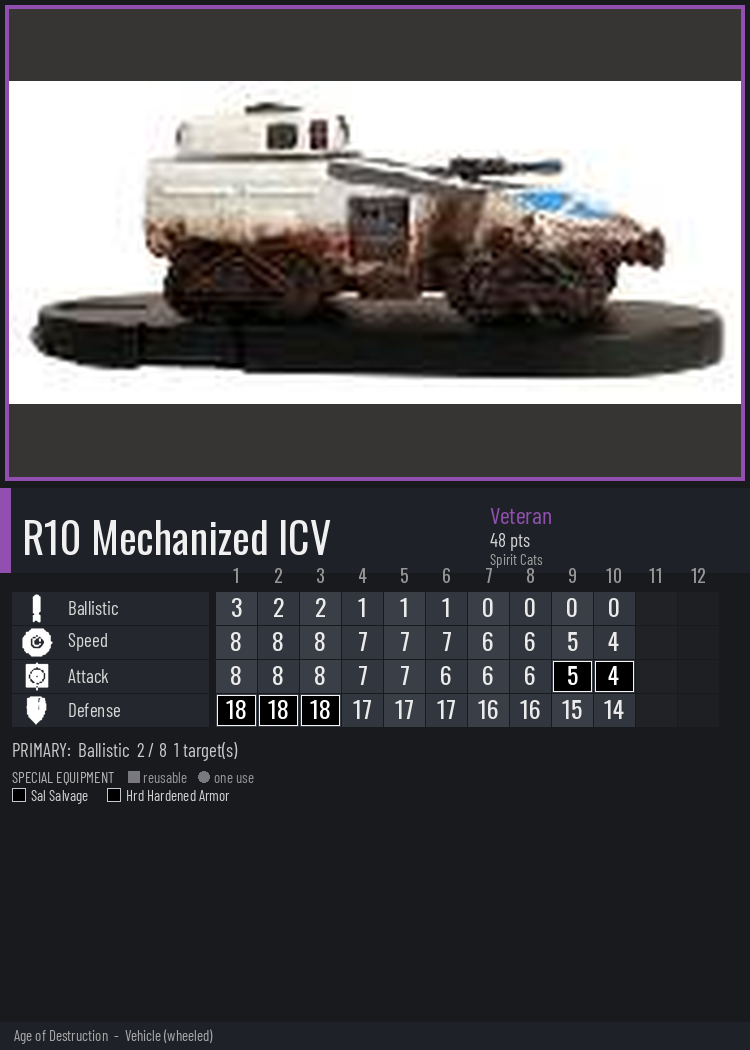 R10 Mechanized ICV
Veteran
48 pts
Spirit Cats
1 2 3 4 5 6 7 8 9 10 11 12
Ballistic 3 2 2 1 1 1 0 0 0 0
Speed 8 8 8 7 7 7 6 6 5 4
Attack 8 8 8 7 7 6 6 6 5 4
Defense 18 18 18 17 17 17 16 16 15 14
PRIMARY: Ballistic 2 / 8 1 target(s)
SPECIAL EQUIPMENT reusable one use
Sal Salvage Hrd Hardened Armor
Age of Destruction - Vehicle (wheeled)